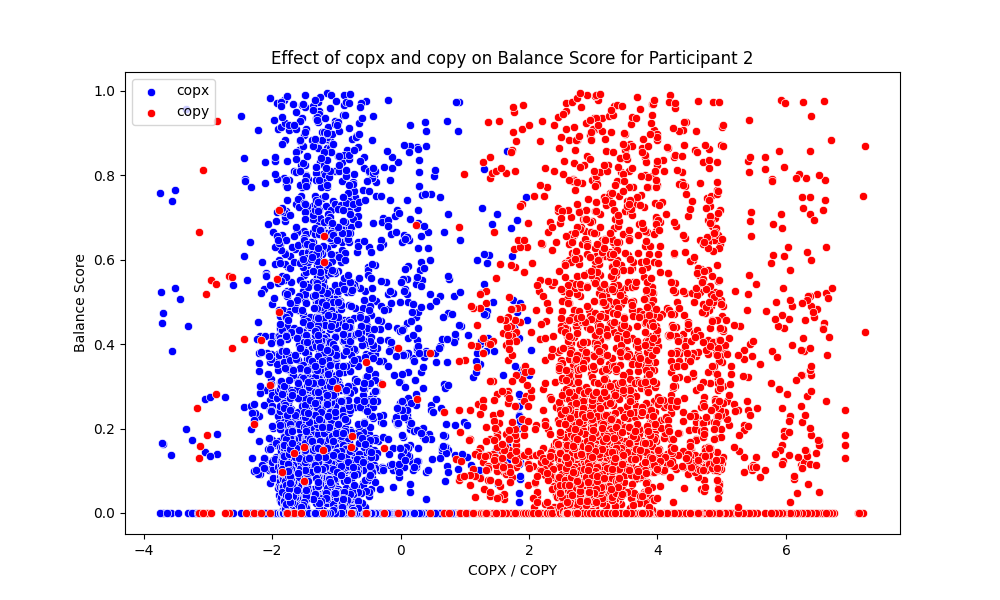 Effect of copx and copy on Balance Score for Participant 2
copx
copy
Balance Score
1.0
0.8
0.6
0.4
0.2
0.0
−4 −2 0 2 4 6
COPX / COPY